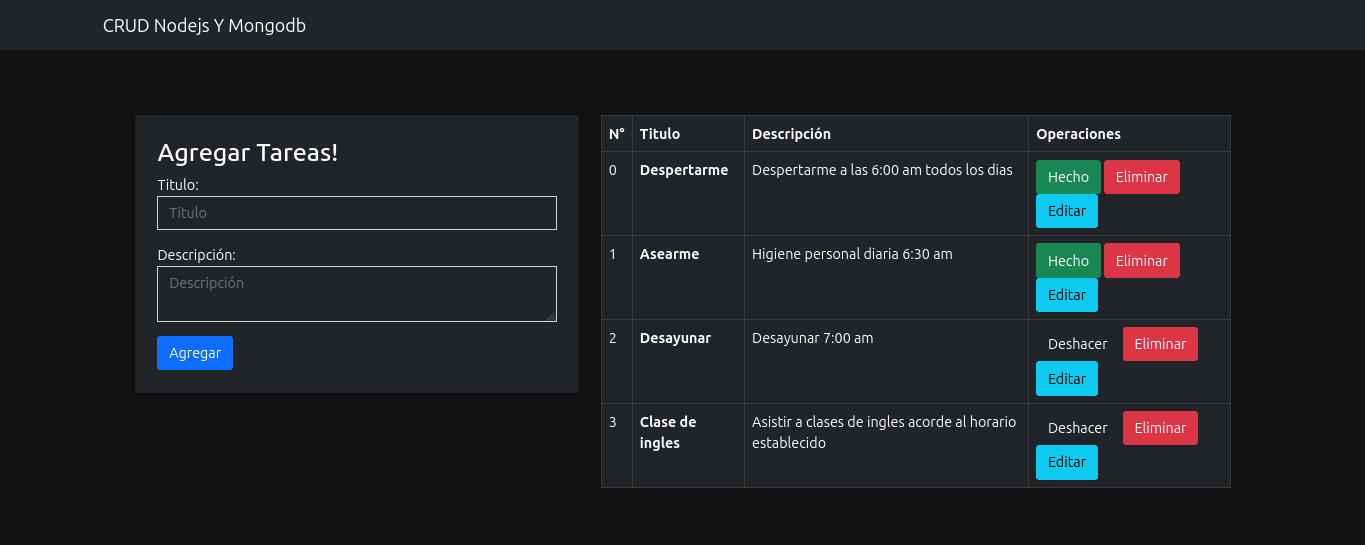 CRUD Nodejs Y Mongodb
Agregar Tareas!
Titulo:
Titulo
Descripción:
Descripción
Agregar
N° Titulo Descripción Operaciones
0 Despertarme Despertarme a las 6:00 am todos los dias Hecho Eliminar
Editar
1 Asearme Higiene personal diaria 6:30 am Hecho Eliminar
Editar
2 Desayunar Desayunar 7:00 am Deshacer Eliminar
Editar
3 Clase de Asistir a clases de ingles acorde al horario Deshacer Eliminar
ingles establecido
Editar